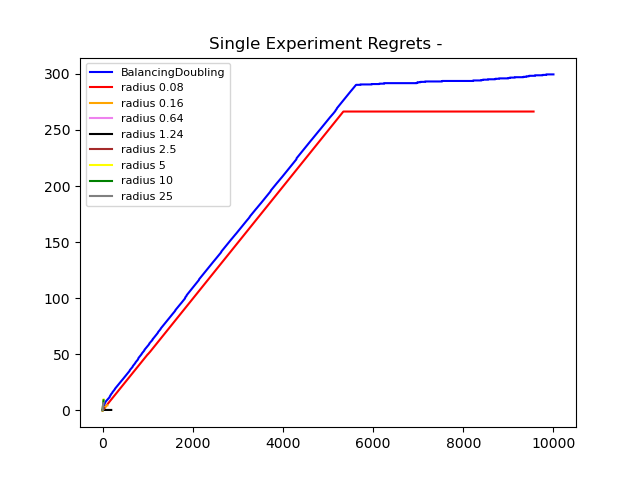 Single Experiment Regrets -
BalancingDoubling
radius 0.08
radius 0.16
radius 0.64
radius 1.24
radius 2.5
radius 5
radius 10
radius 25
300
250
200
150
100
50
0
0 2000 4000 6000 8000 10000